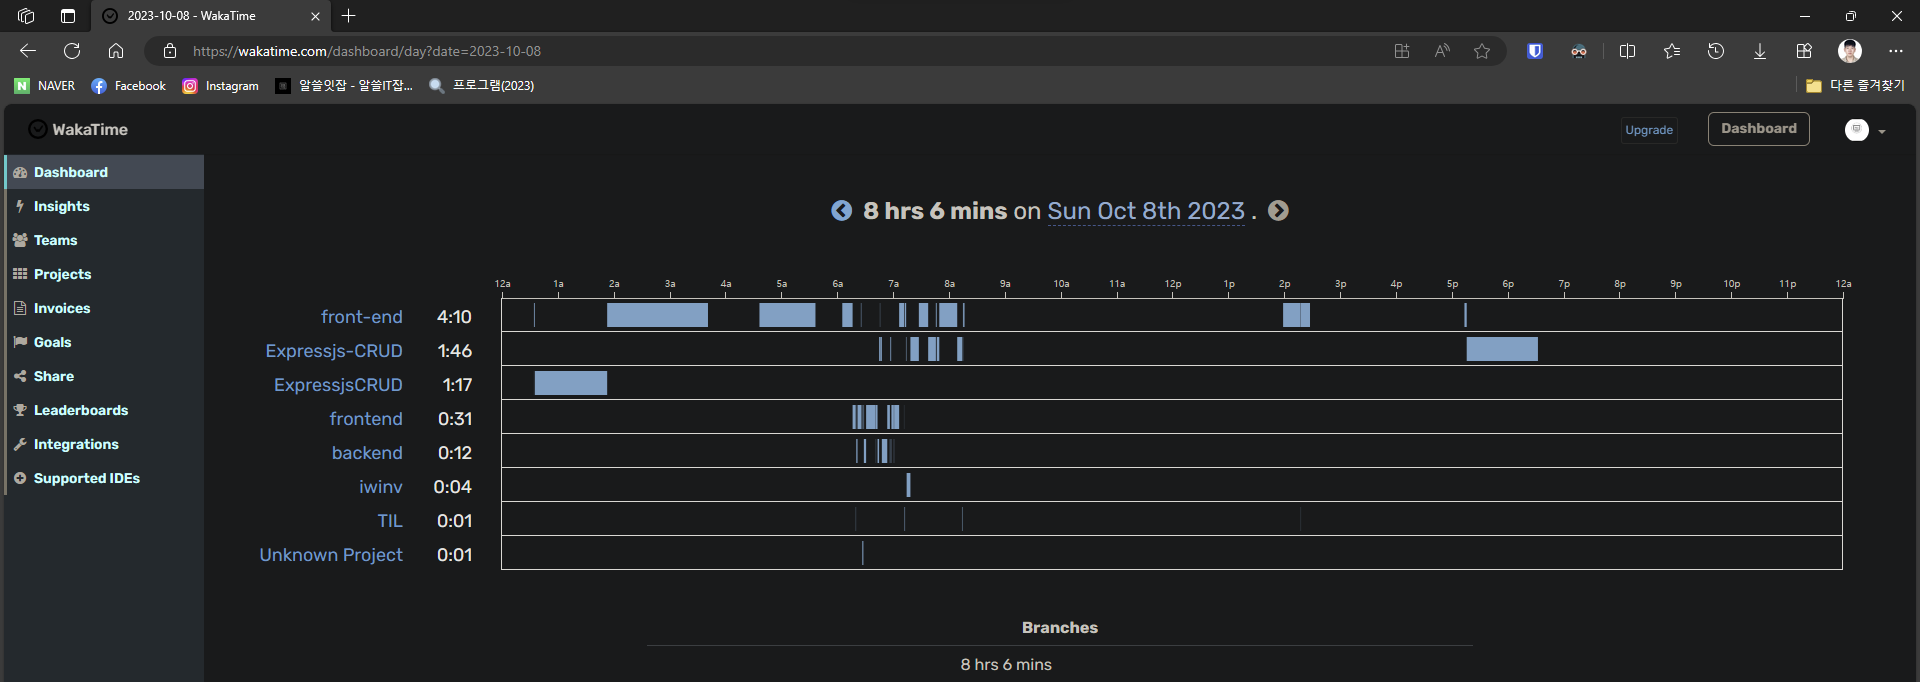 2023-10-08 - WakaTime
https://wakatime.com/dashboard/day?date=2023-10-08
NAVER
Facebook
Instagram
알쓸잇잡 - 알쓸IT잡...
프로그램(2023)
다른 즐겨찾기
WakaTime
Upgrade
Dashboard
Dashboard
Insights
Teams
Projects
Invoices
Goals
Share
Leaderboards
Integrations
Supported IDEs
8 hrs 6 mins on Sun Oct 8th 2023 .
12a 1a 2a 3a 4a 5a 6a 7a 8a 9a 10a 11a 12p 1p 2p 3p 4p 5p 6p 7p 8p 9p 10p 11p 12a
front-end 4:10
Expressjs-CRUD 1:46
ExpressjsCRUD 1:17
frontend 0:31
backend 0:12
iwinv 0:04
TIL 0:01
Unknown Project 0:01
Branches
8 hrs 6 mins